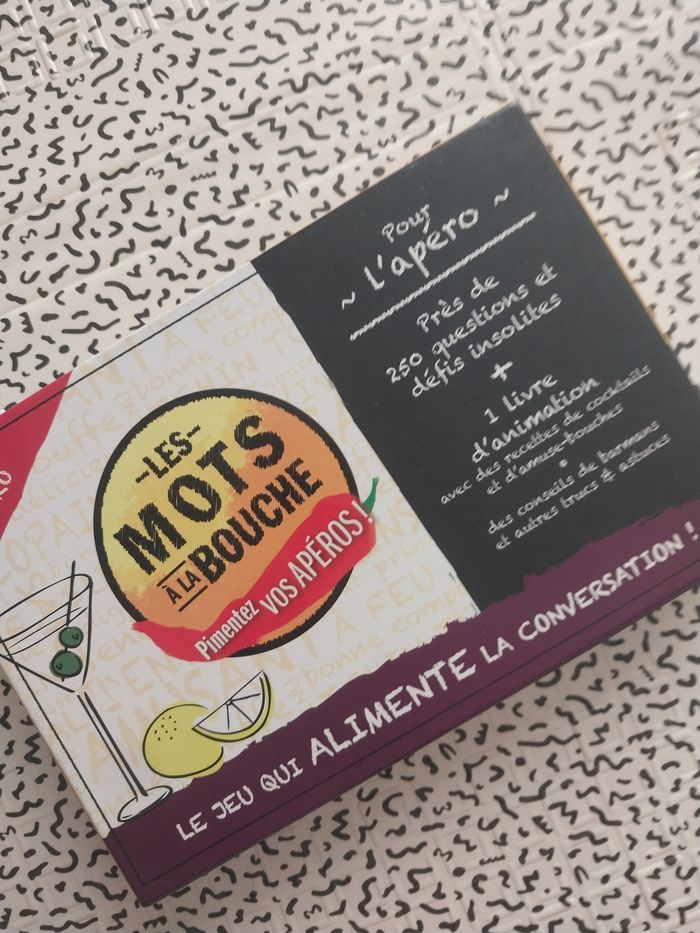 -LES-
MOTS
À LA BOUCHE
Pimentez VOS APÉROS !
Pour
~ l'apéro ~
Près de
250 questions et
défis insolites
+
1 livre
d'animation
avec des recettes de cocktails
et d'amuse-bouches
•
des conseils de barmans
et autres trucs & astuces
LE JEU QUI ALIMENTE LA CONVERSATION !